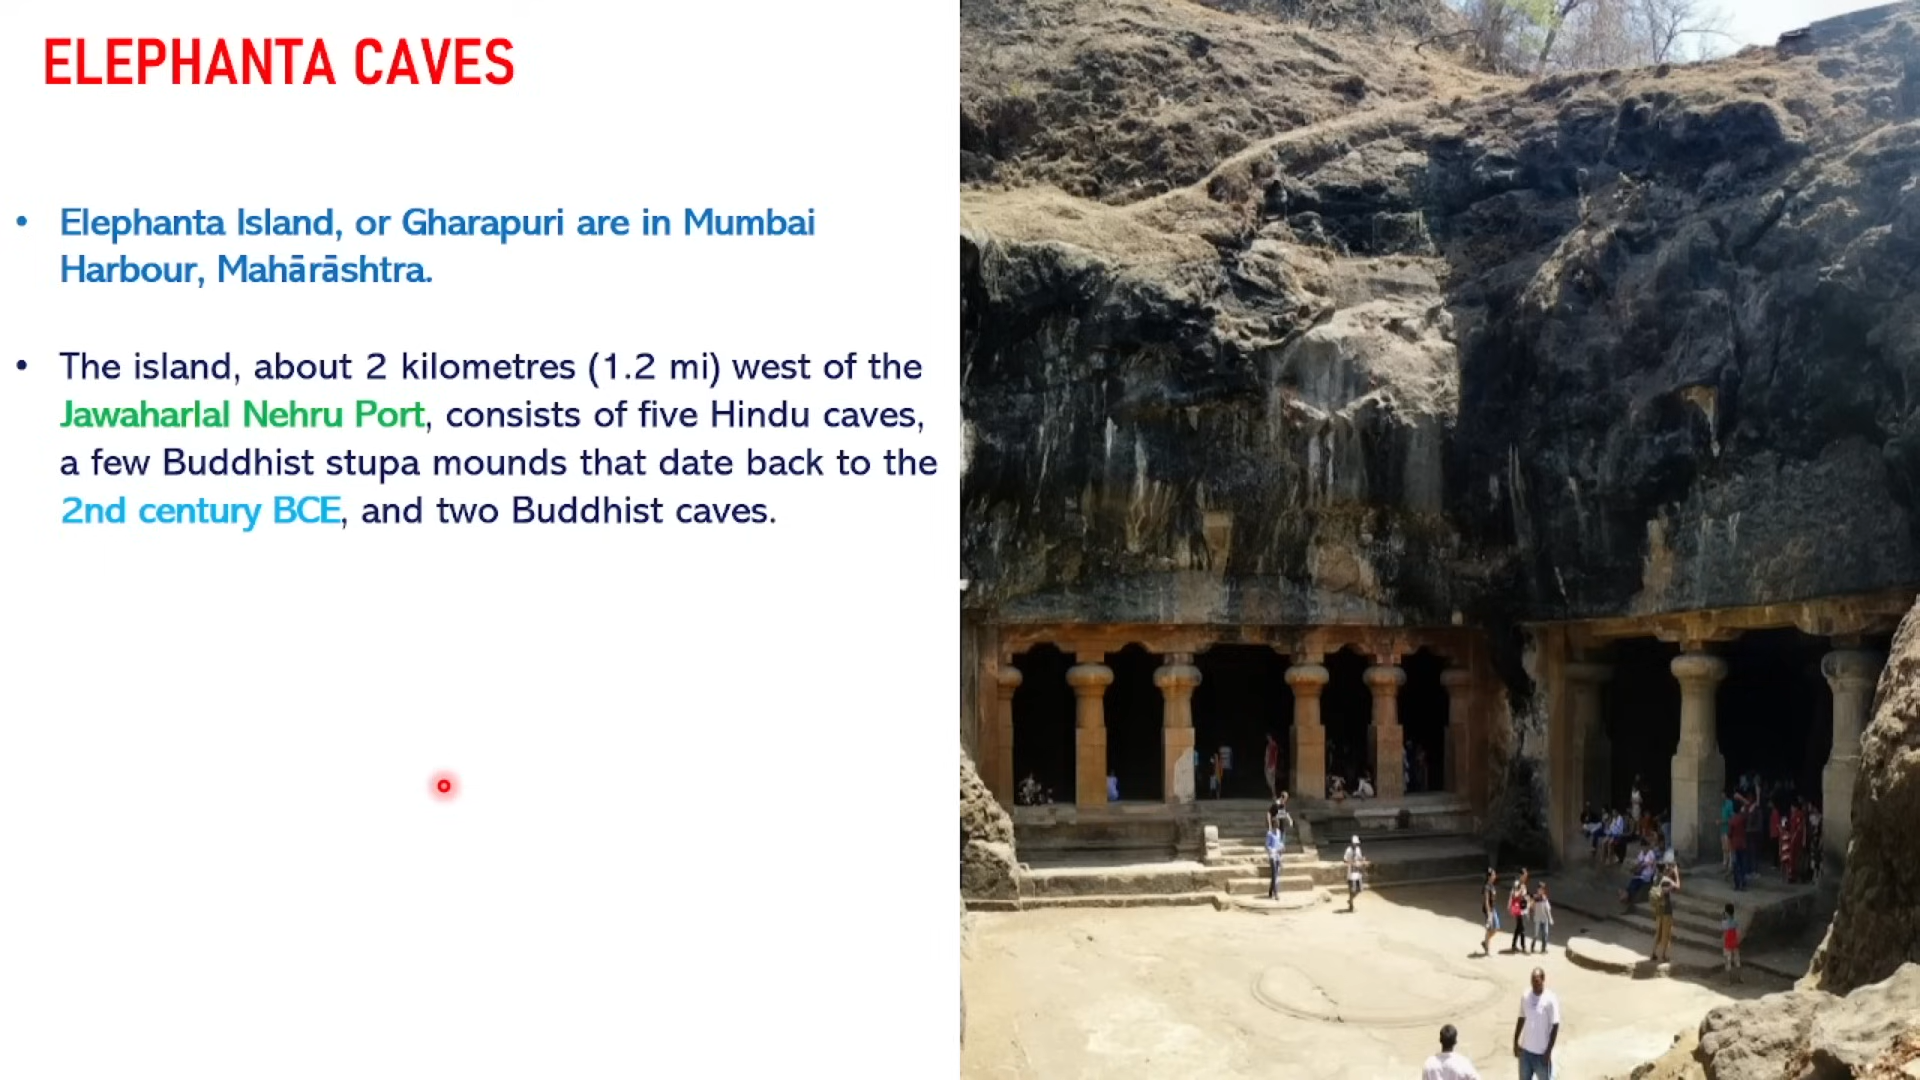 ELEPHANTA CAVES
• Elephanta Island, or Gharapuri are in Mumbai
Harbour, Mahārāshtra.
• The island, about 2 kilometres (1.2 mi) west of the
Jawaharlal Nehru Port, consists of five Hindu caves,
a few Buddhist stupa mounds that date back to the
2nd century BCE, and two Buddhist caves.